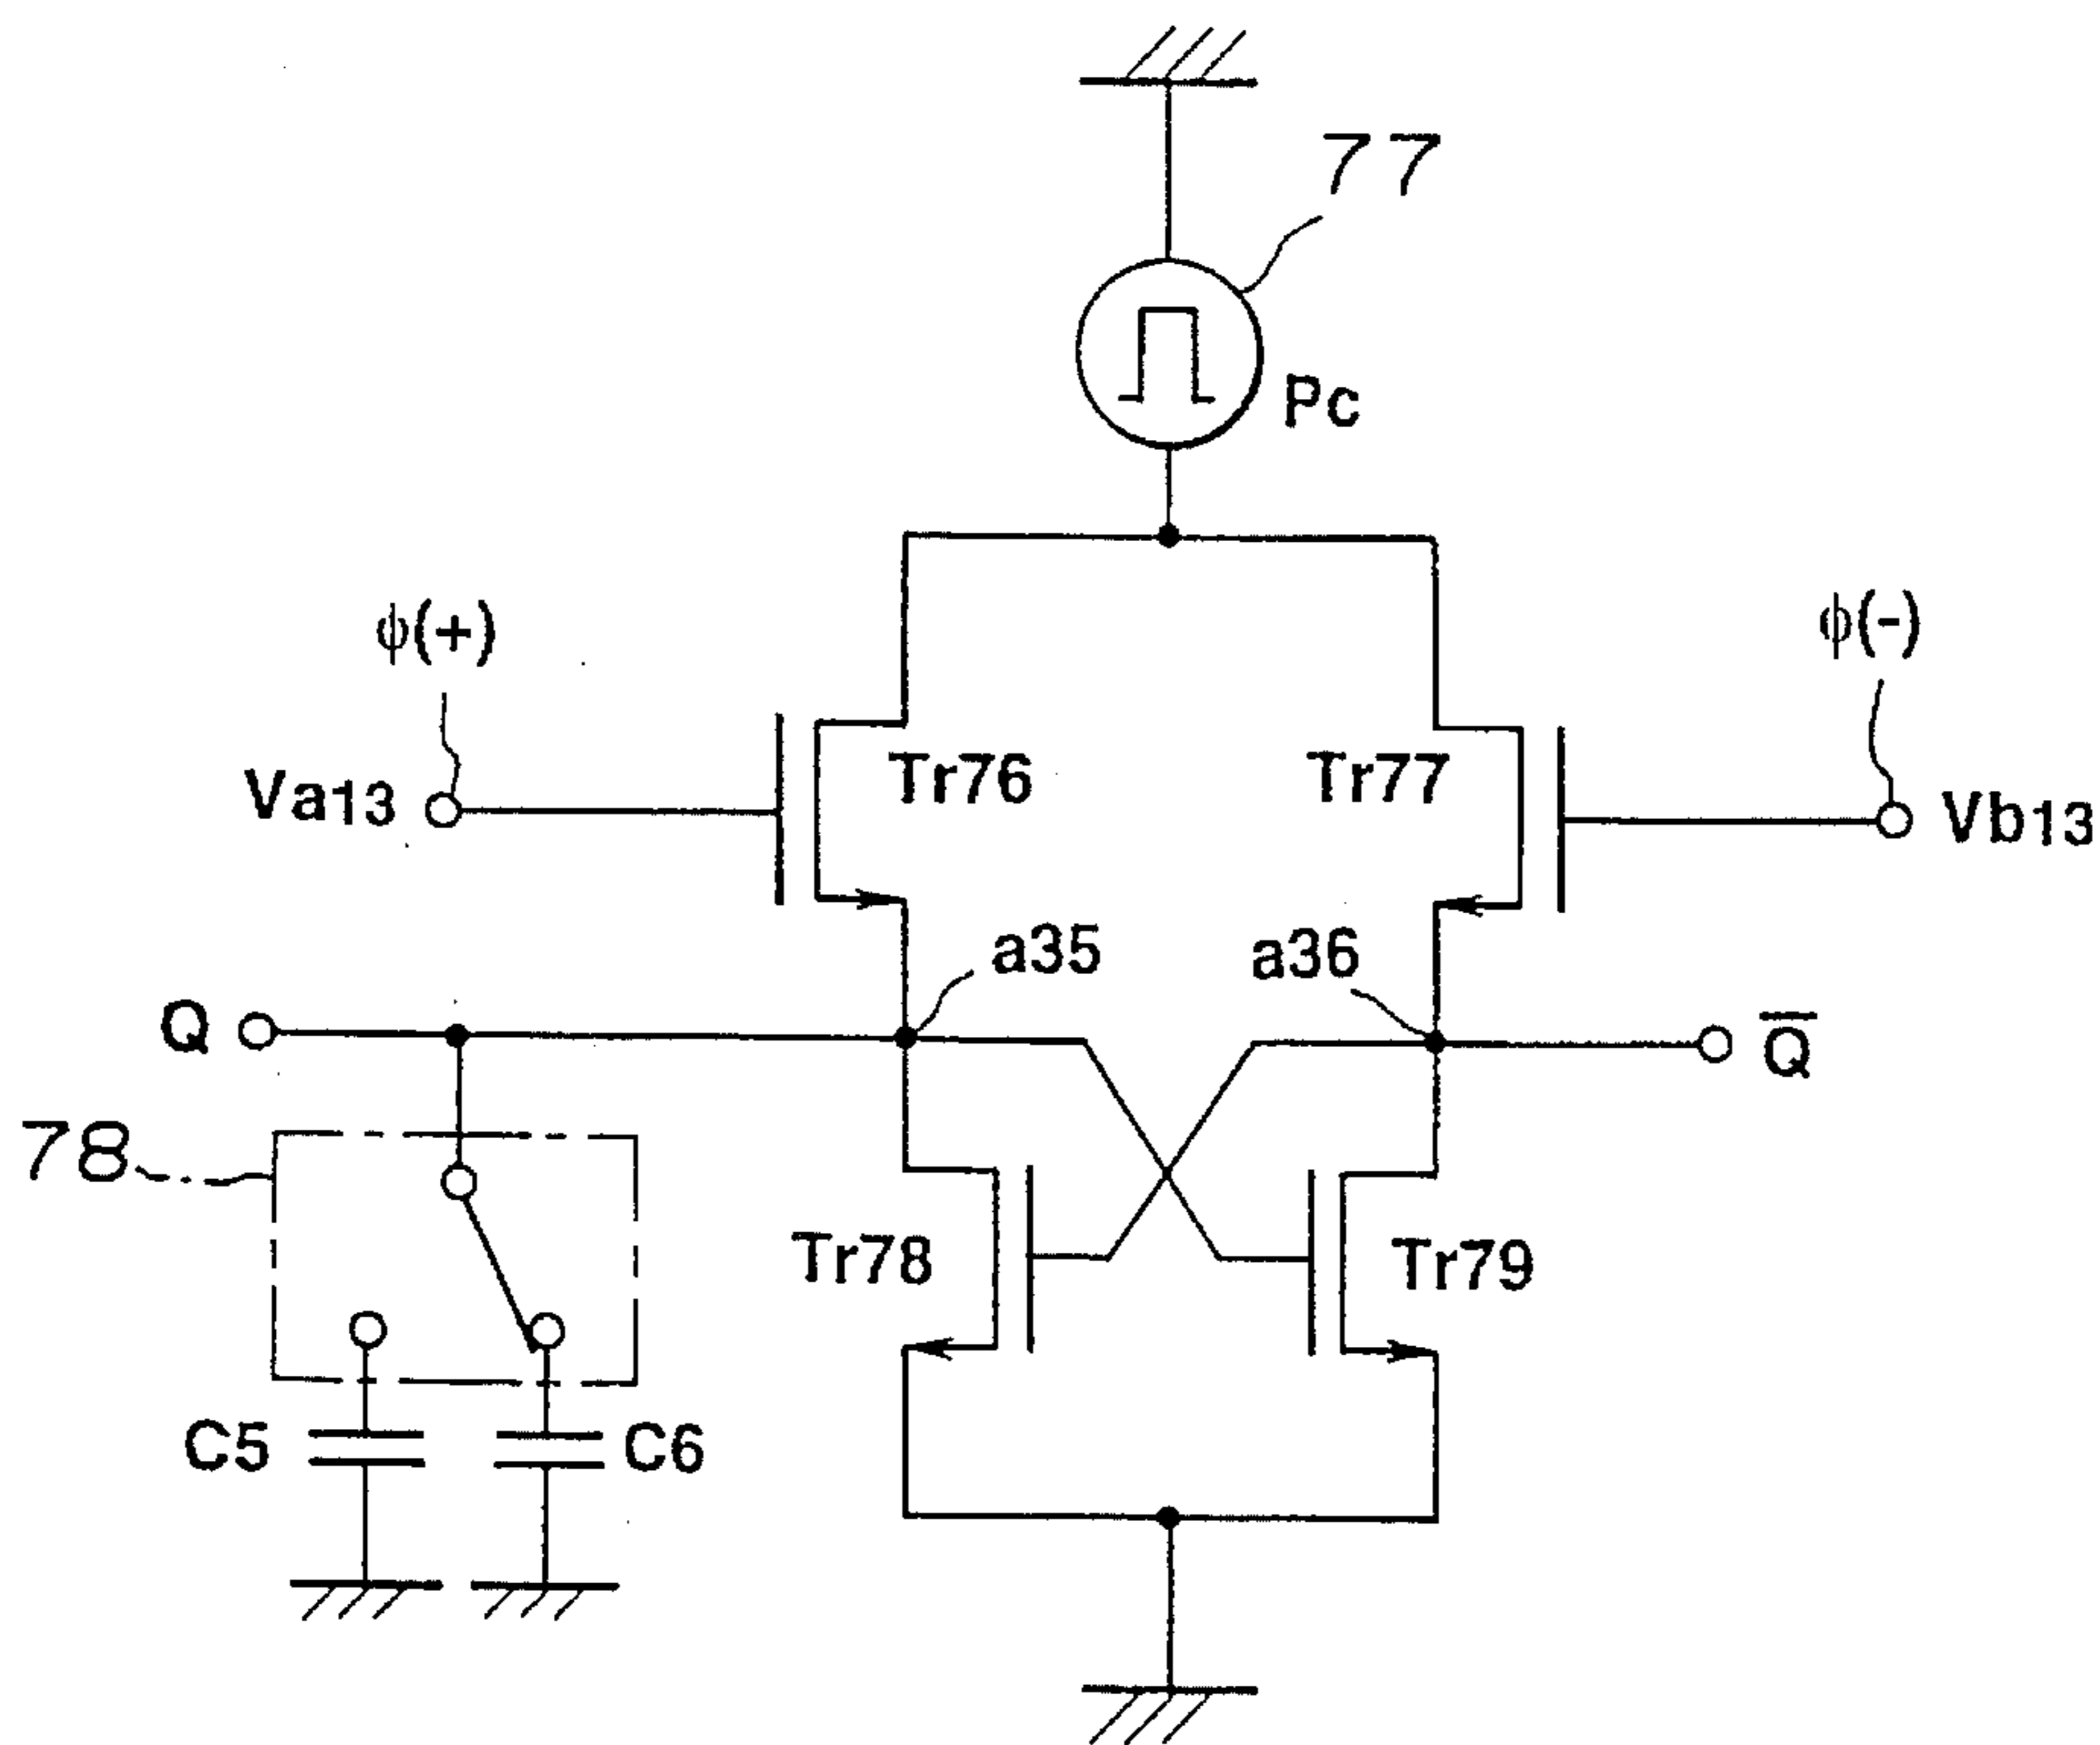 77
Pc
φ(+)
φ(-)
Va13
Tr76
Tr77
Vb13
a35
a36
Q
Q̅
78
Tr78
Tr79
C5
C6